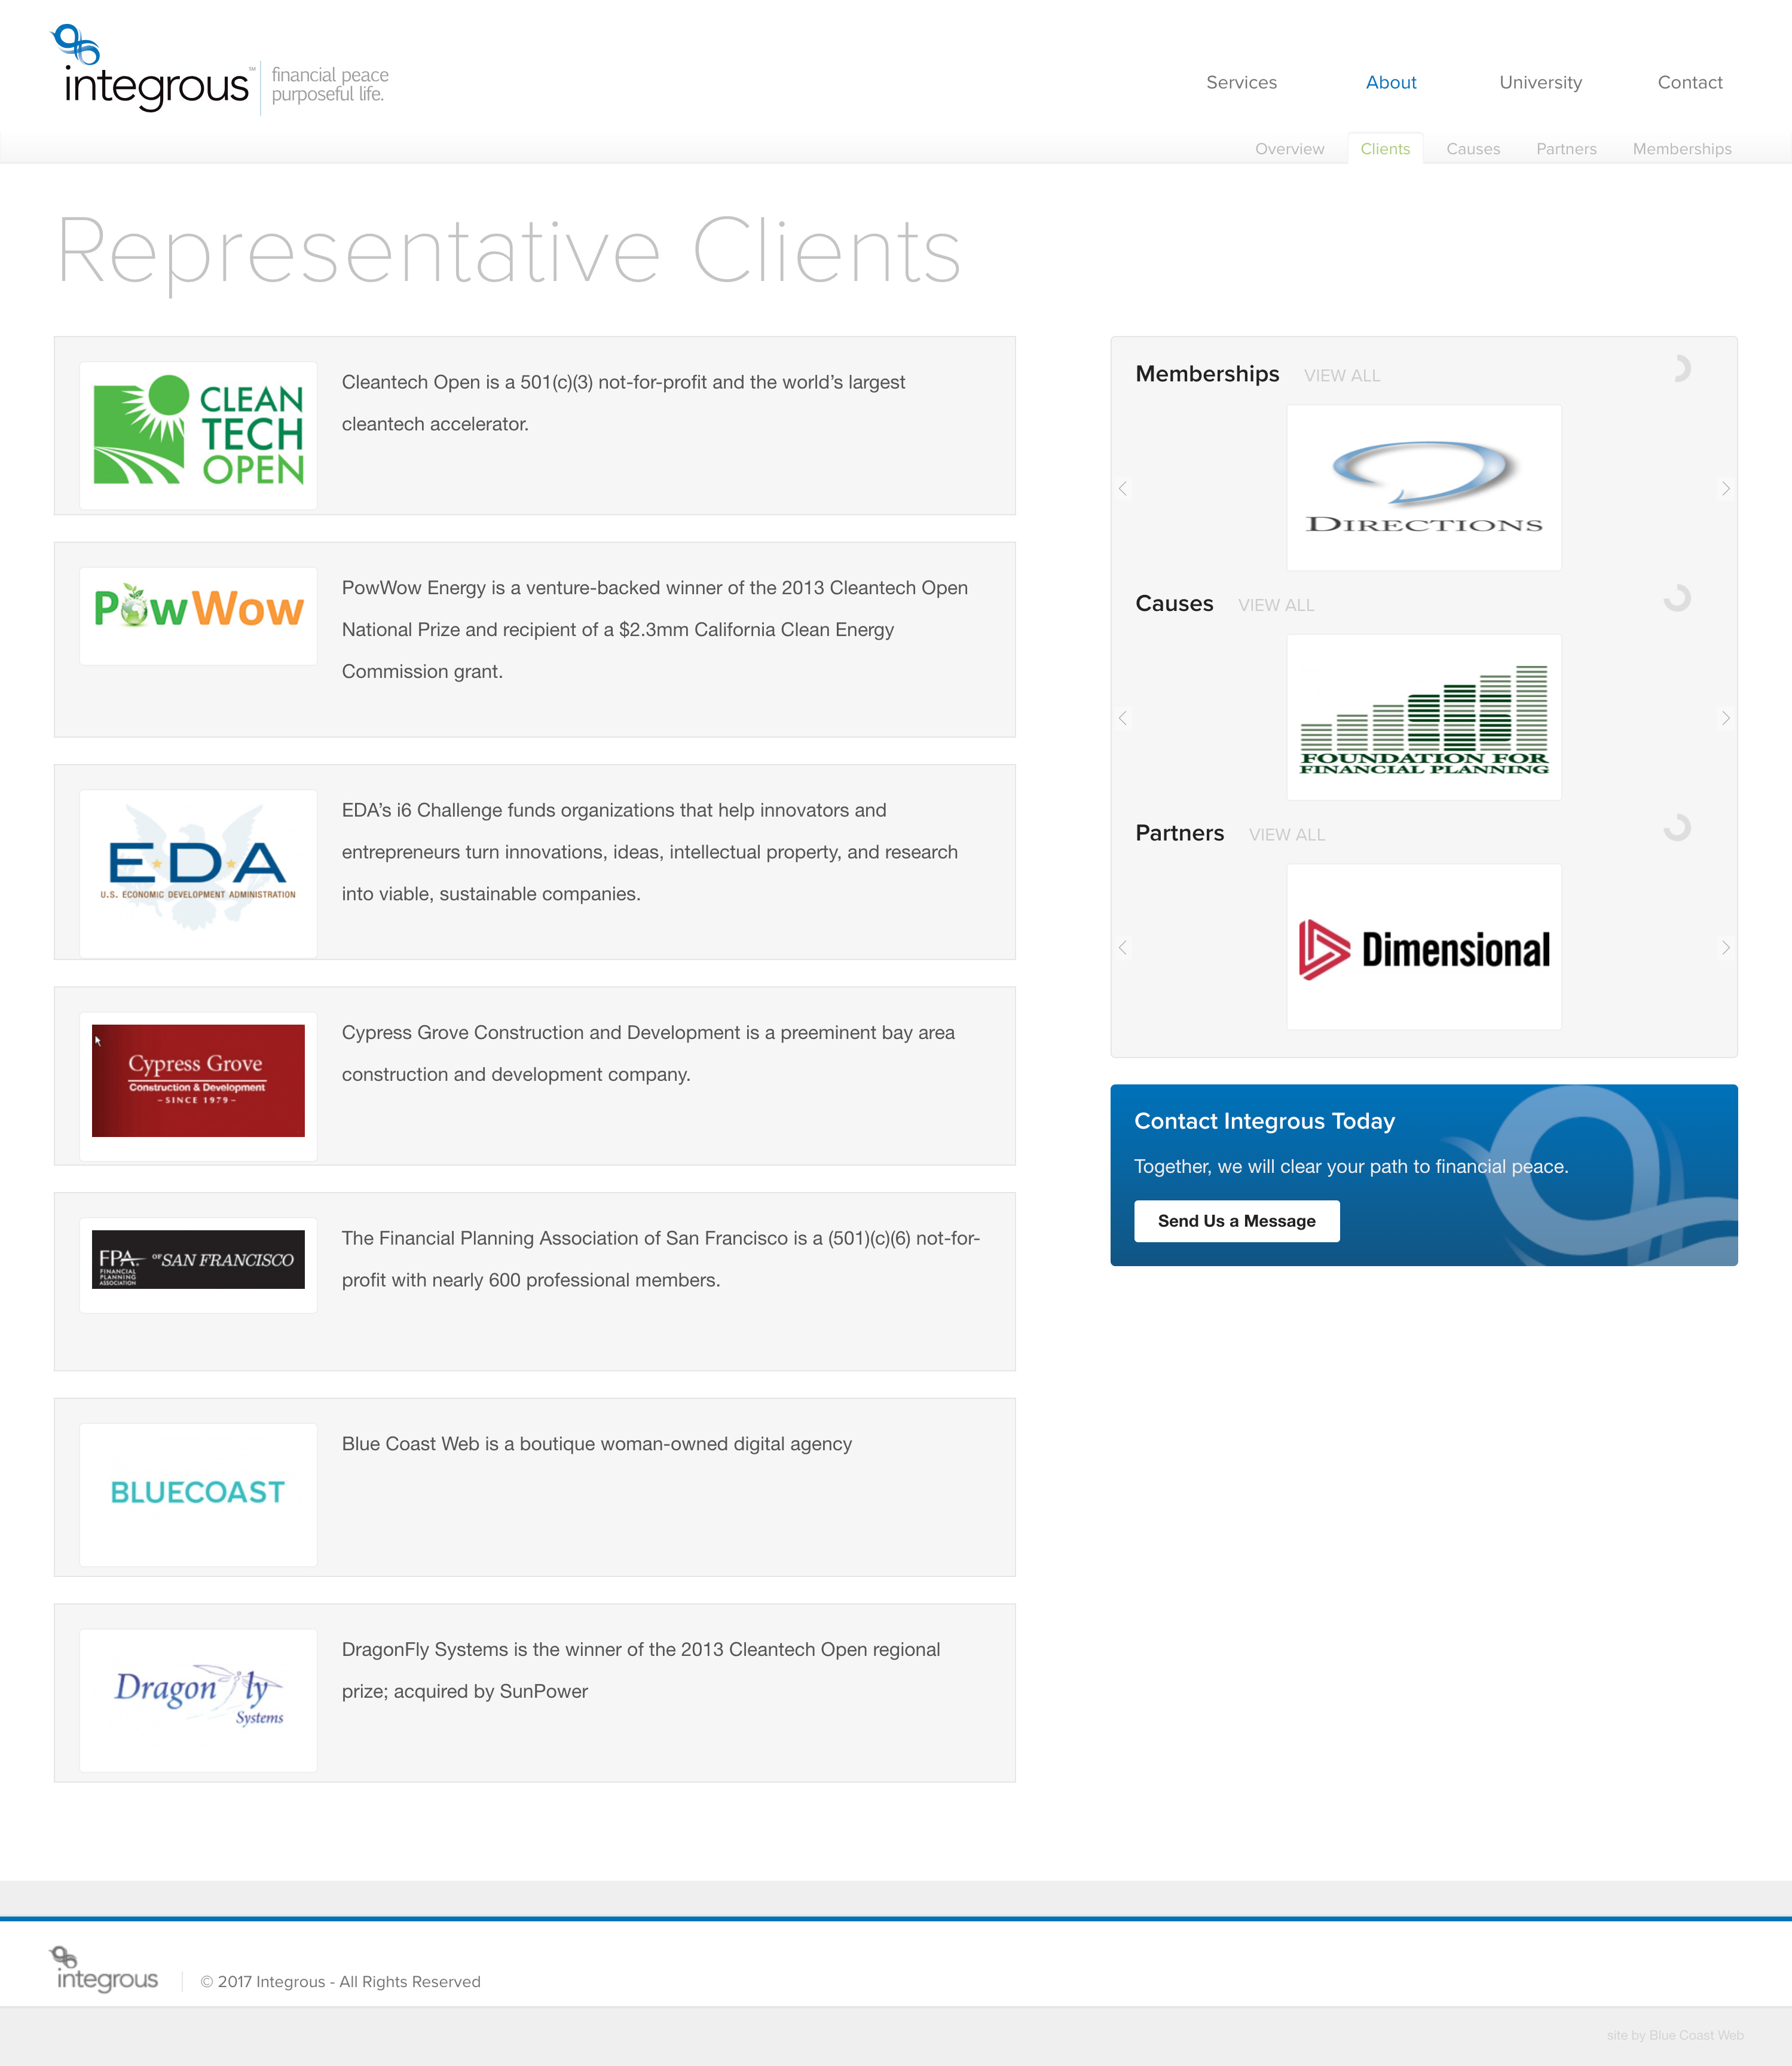 integrous℠
financial peace
purposeful life.
Services About University Contact
Overview Clients Causes Partners Memberships
Representative Clients
CLEAN
TECH
OPEN
Cleantech Open is a 501(c)(3) not-for-profit and the world’s largest
cleantech accelerator.
PowWow
PowWow Energy is a venture-backed winner of the 2013 Cleantech Open
National Prize and recipient of a $2.3mm California Clean Energy
Commission grant.
EDA
U.S. ECONOMIC DEVELOPMENT ADMINISTRATION
EDA’s i6 Challenge funds organizations that help innovators and
entrepreneurs turn innovations, ideas, intellectual property, and research
into viable, sustainable companies.
Cypress Grove
Construction & Development
– SINCE 1979 –
Cypress Grove Construction and Development is a preeminent bay area
construction and development company.
FPA. OF SAN FRANCISCO
FINANCIAL
PLANNING
ASSOCIATION
The Financial Planning Association of San Francisco is a (501)(c)(6) not-for-
profit with nearly 600 professional members.
BLUECOAST
Blue Coast Web is a boutique woman-owned digital agency
Dragonfly
Systems
DragonFly Systems is the winner of the 2013 Cleantech Open regional
prize; acquired by SunPower
Memberships VIEW ALL
DIRECTIONS
Causes VIEW ALL
FOUNDATION FOR
FINANCIAL PLANNING
Partners VIEW ALL
Dimensional
Contact Integrous Today
Together, we will clear your path to financial peace.
Send Us a Message
integrous
© 2017 Integrous - All Rights Reserved
site by Blue Coast Web